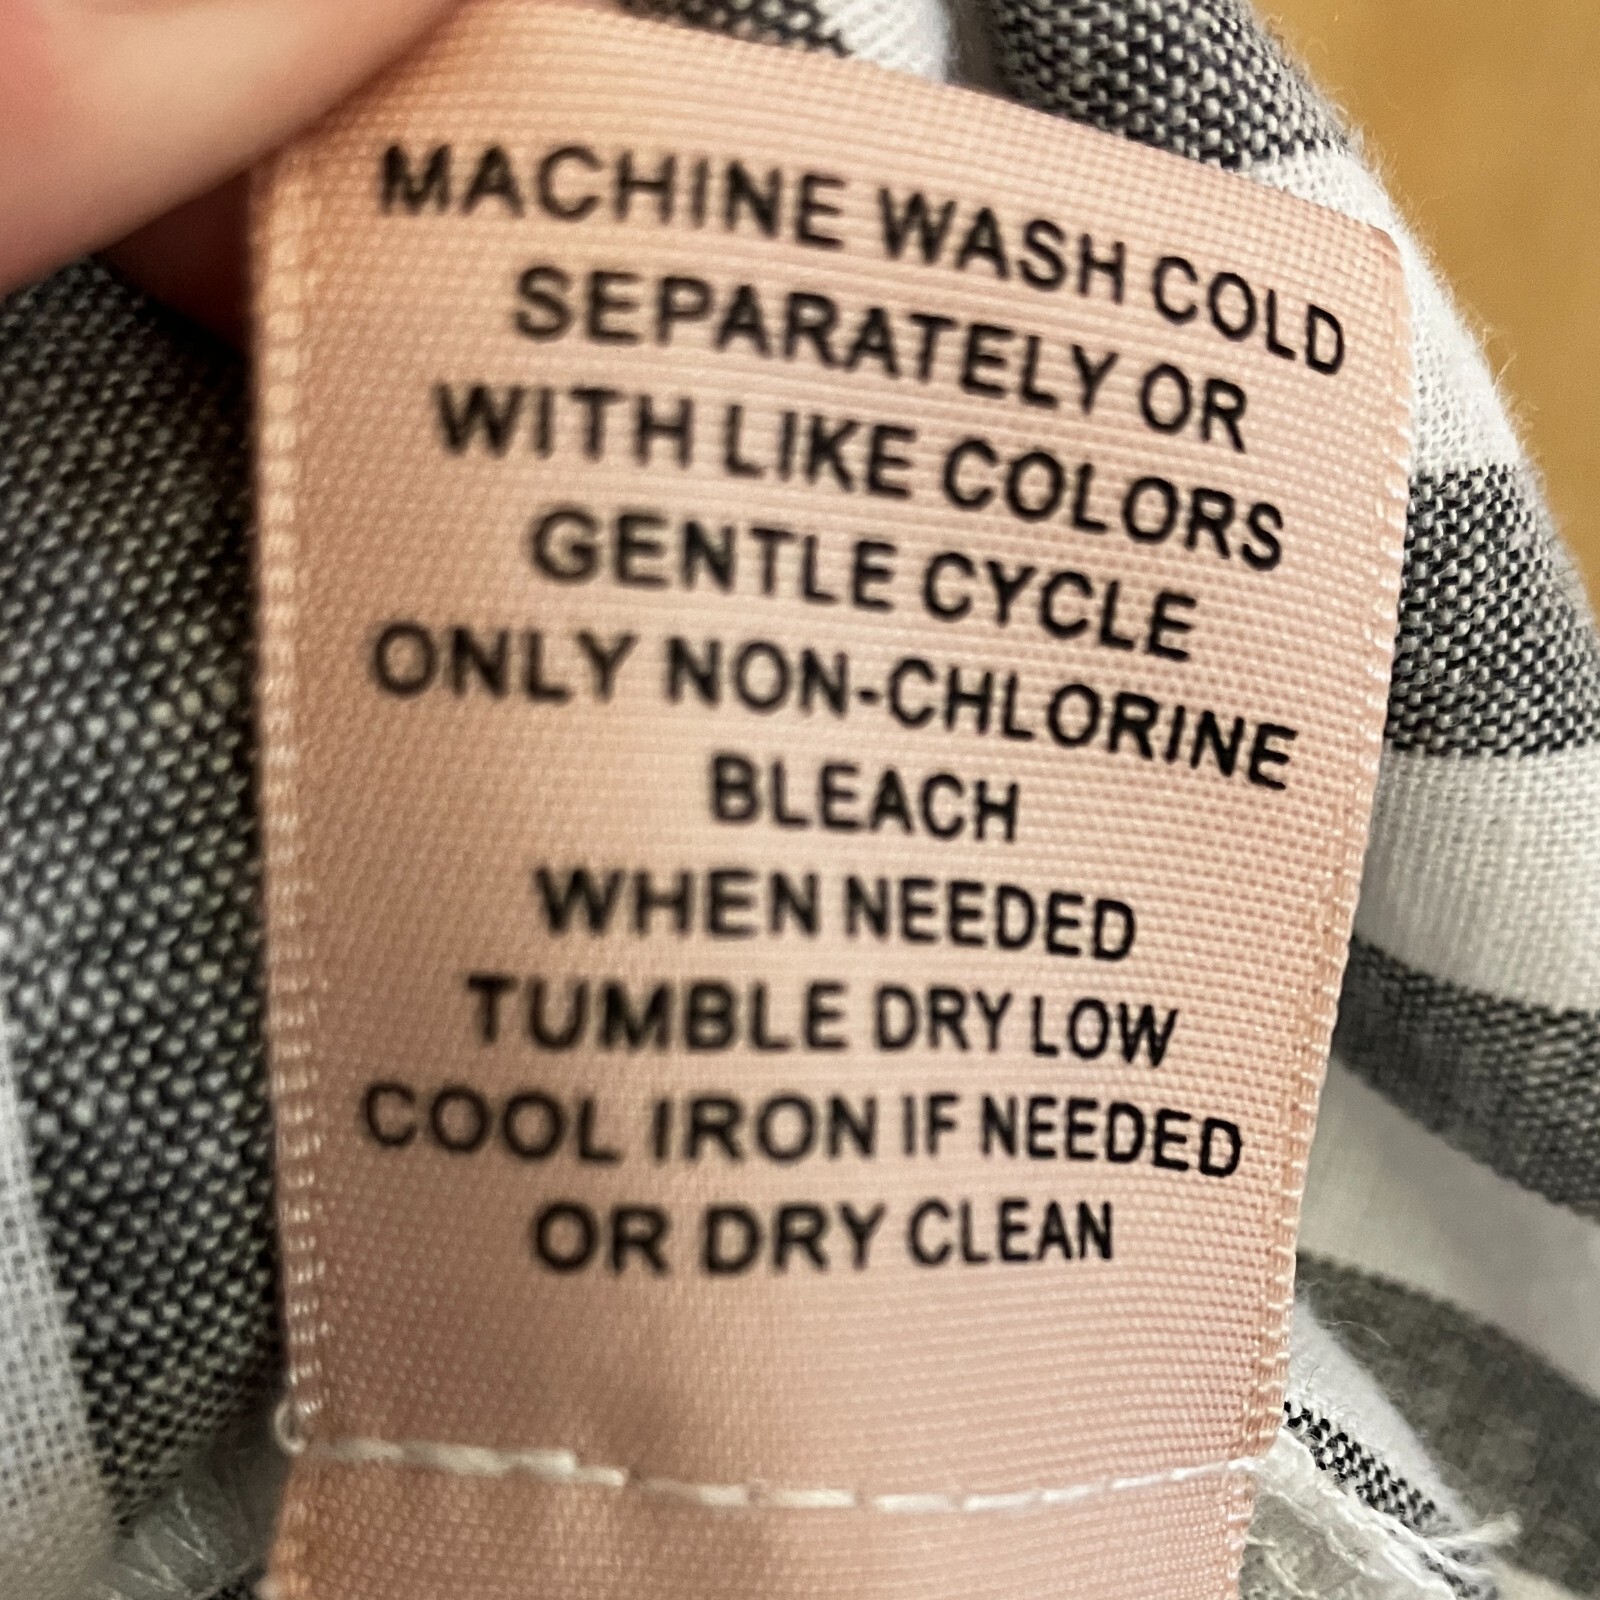 MACHINE WASH COLD
SEPARATELY OR
WITH LIKE COLORS
GENTLE CYCLE
ONLY NON-CHLORINE
BLEACH
WHEN NEEDED
TUMBLE DRY LOW
COOL IRON IF NEEDED
OR DRY CLEAN